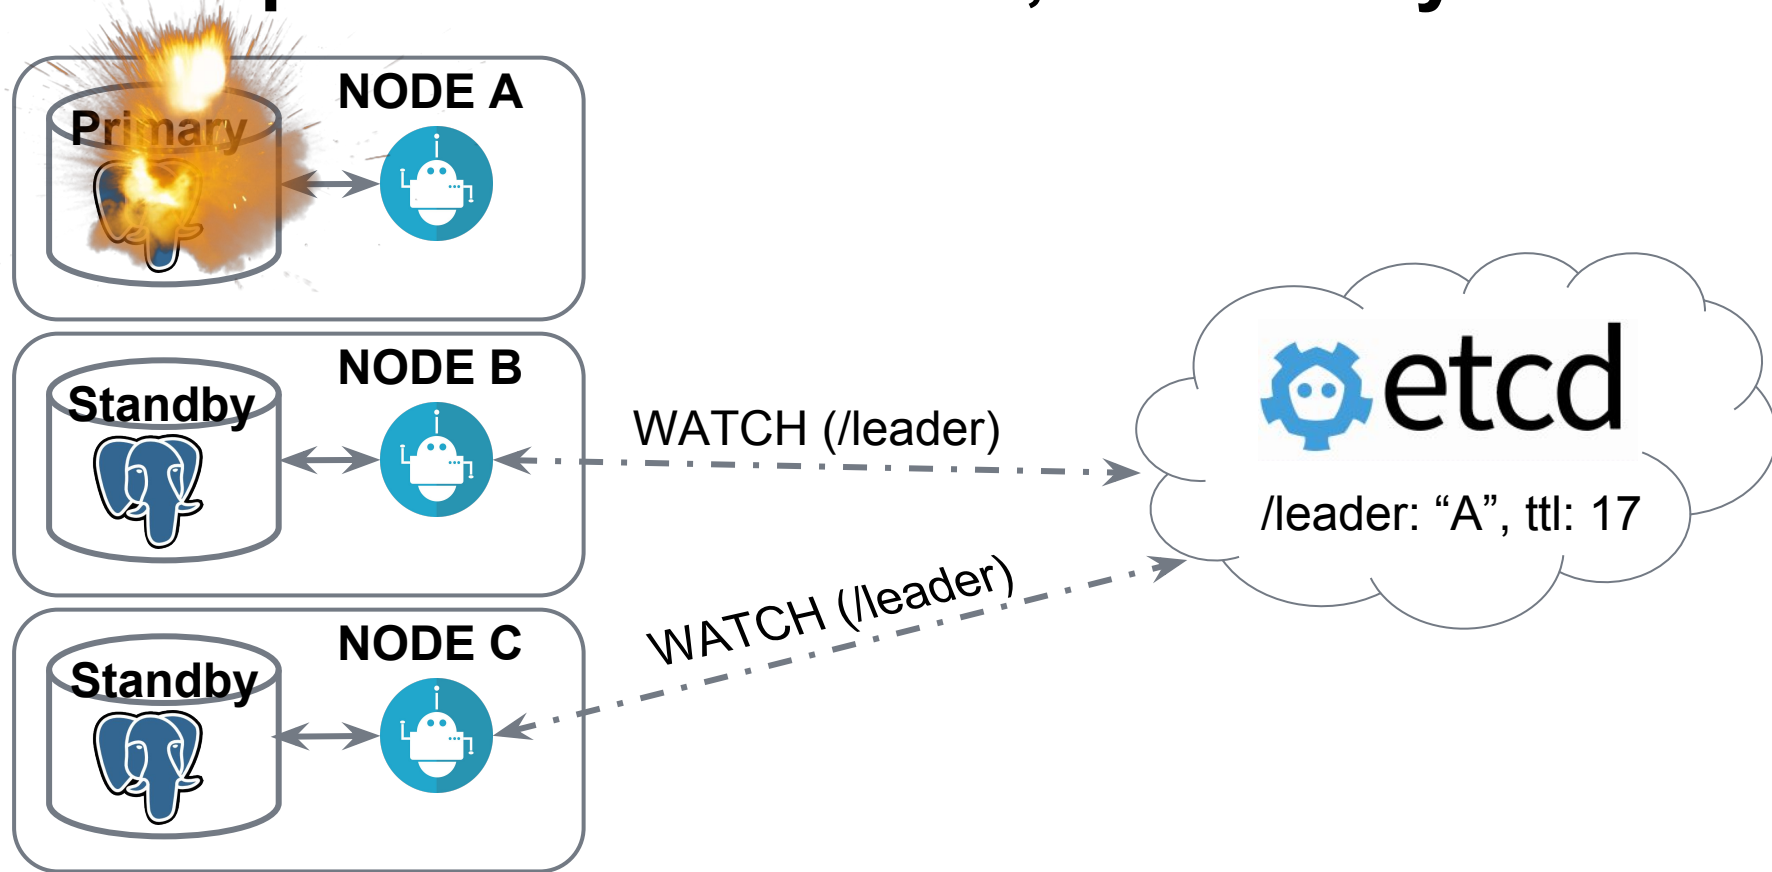 NODE A
Primary
NODE B
Standby
WATCH (/leader)
etcd
/leader: “A”, ttl: 17
NODE C
Standby
WATCH (/leader)